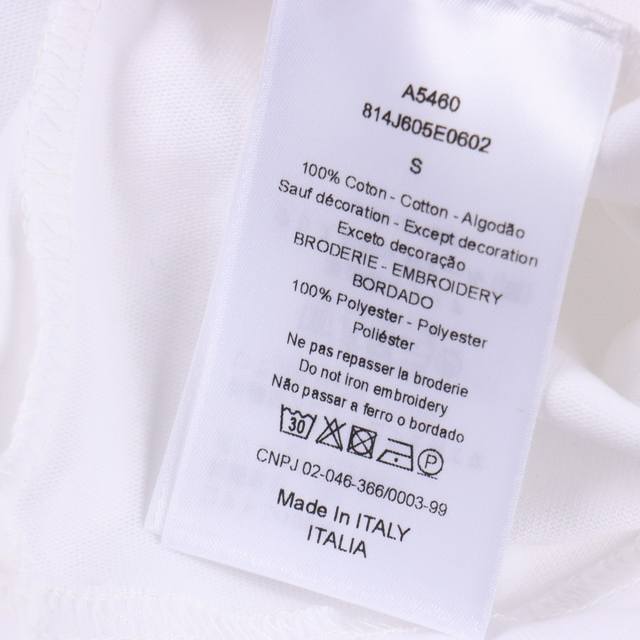 A5460
814J605E0602
S
100% Coton - Cotton - Algodão
Sauf décoration - Except decoration
Exceto decoração
BRODERIE - EMBROIDERY
BORDADO
100% Polyester - Polyester
Poliéster
Ne pas repasser la broderie
Do not iron embroidery
Não passar a ferro o bordado
30 P
CNPJ 02-046-366/0003-99
Made In ITALY
ITALIA